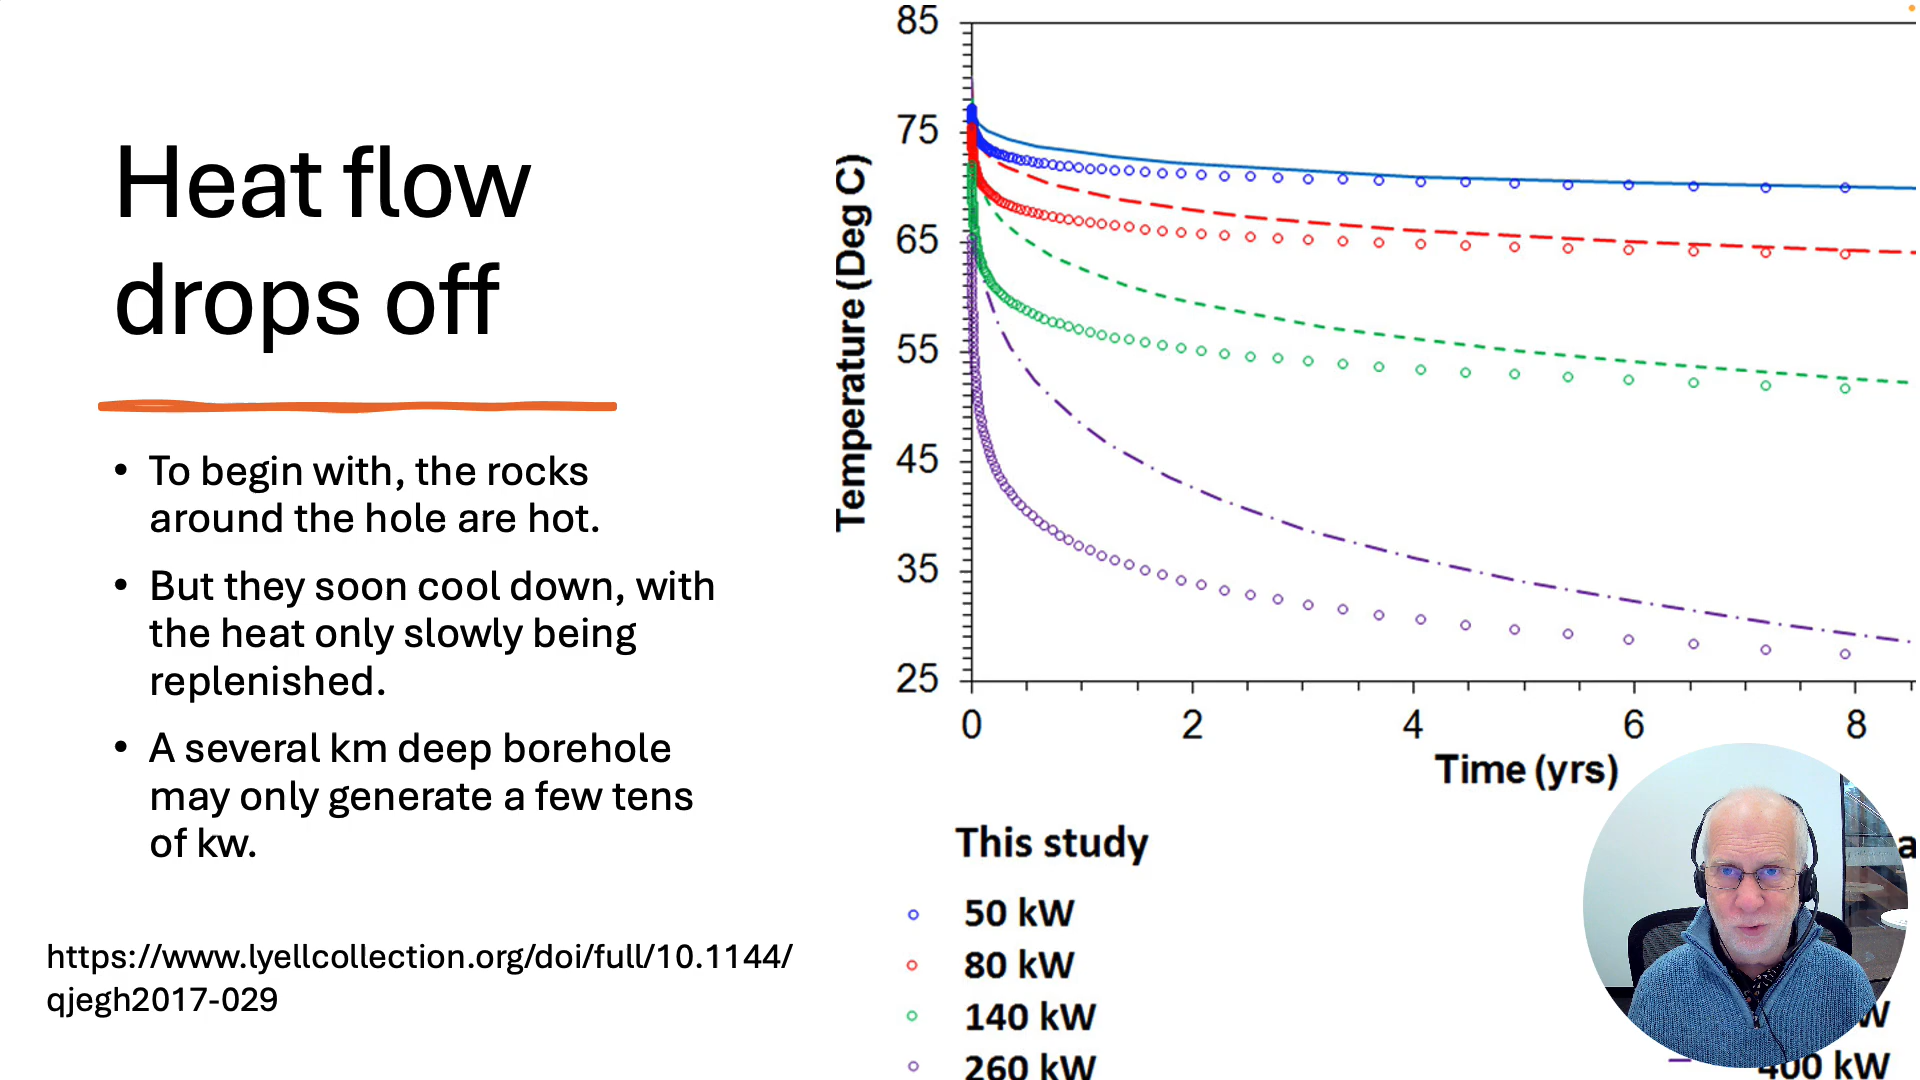 Heat flow
drops off
• To begin with, the rocks
around the hole are hot.
• But they soon cool down, with
the heat only slowly being
replenished.
• A several km deep borehole
may only generate a few tens
of kw.
https://www.lyellcollection.org/doi/full/10.1144/
qjegh2017-029
Temperature (Deg C)
85
75
65
55
45
35
25
0 2 4 6 8
Time (yrs)
This study
50 kW
80 kW
140 kW
260 kW
400 kW